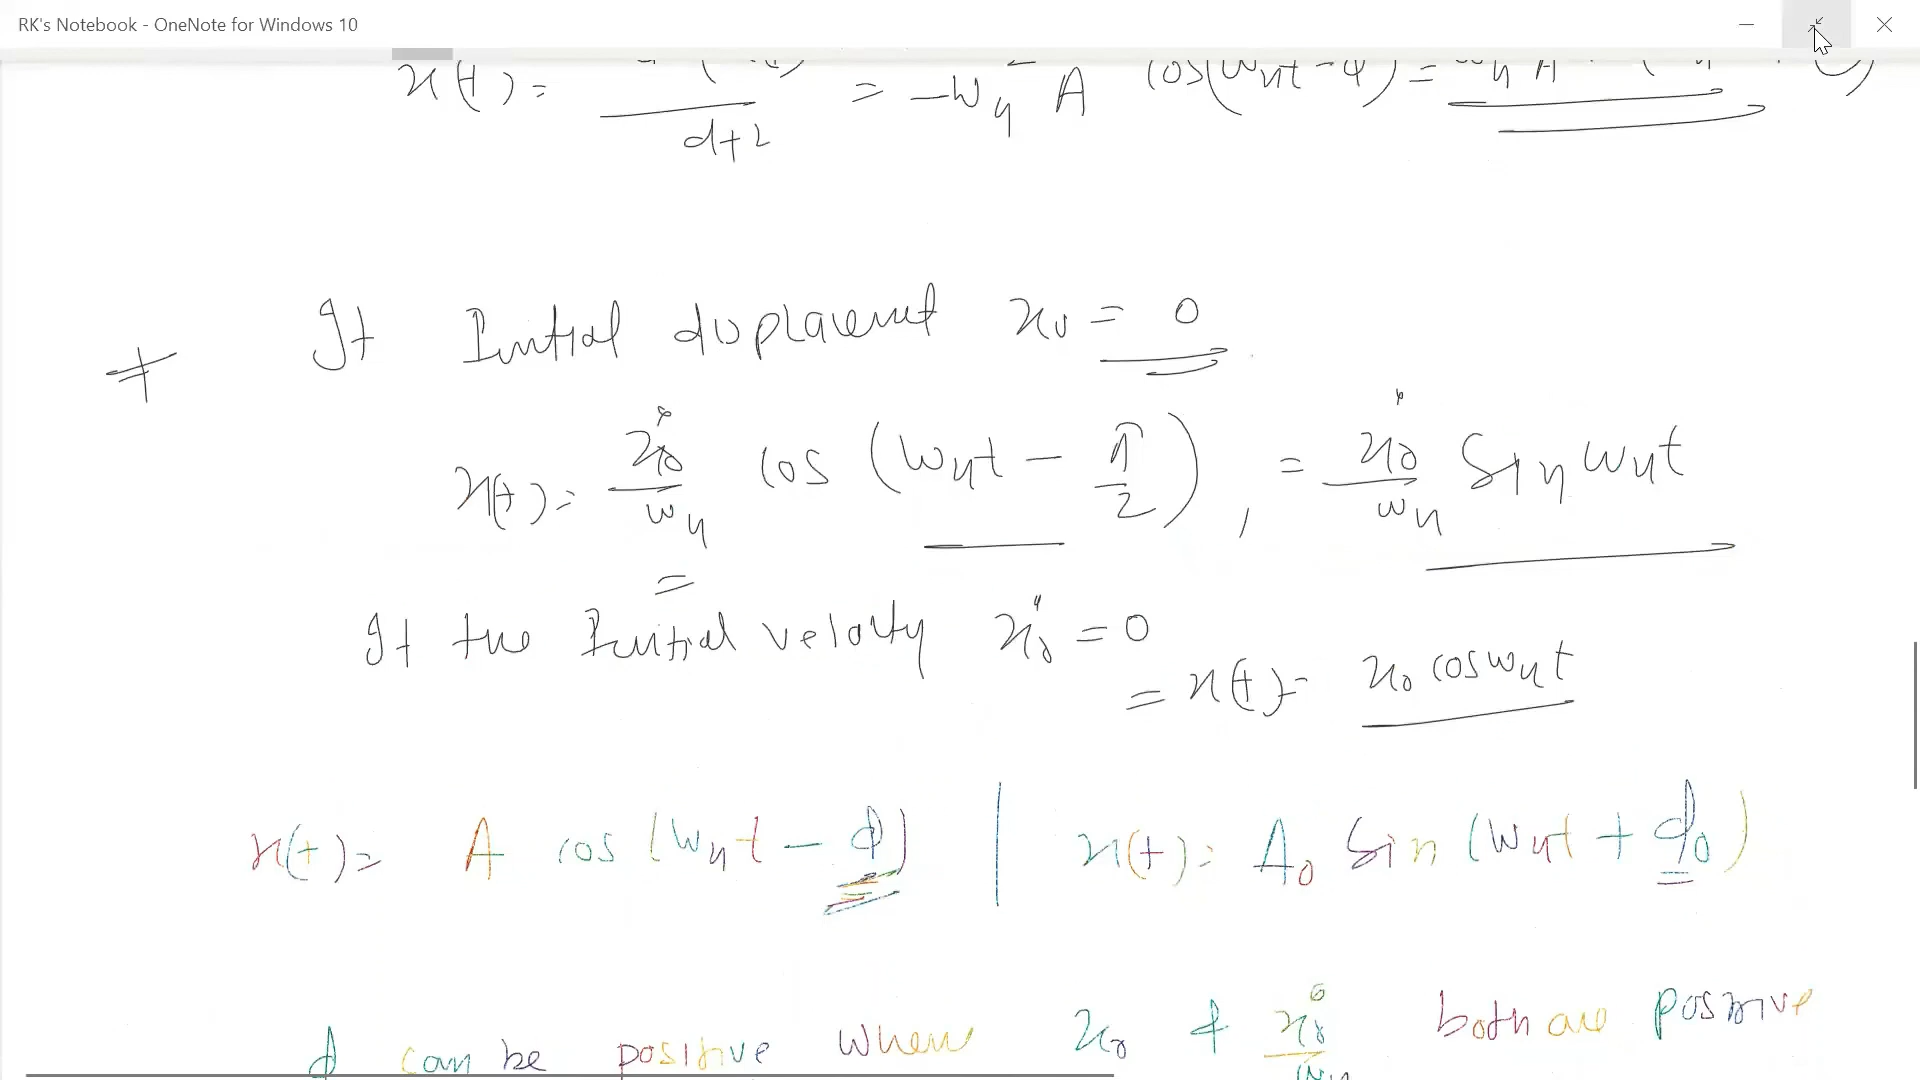 RK's Notebook - OneNote for Windows 10
ẍ(t) = d²x(t)/dt² = -ωn² A cos(ωnt - φ) = ωn² A
* If Initial displacement x₀ = 0
x(t) = ẋ₀/ωn cos (ωnt - π/2), = ẋ₀/ωn Sin ωnt
If the Initial velocity ẋ₀ = 0
= x(t) = x₀ cos ωnt
x(t) = A cos (ωnt - φ) | x(t) = A₀ Sin (ωnt + φ₀)
φ can be positive when x₀ & ẋ₀/ωn both are positive